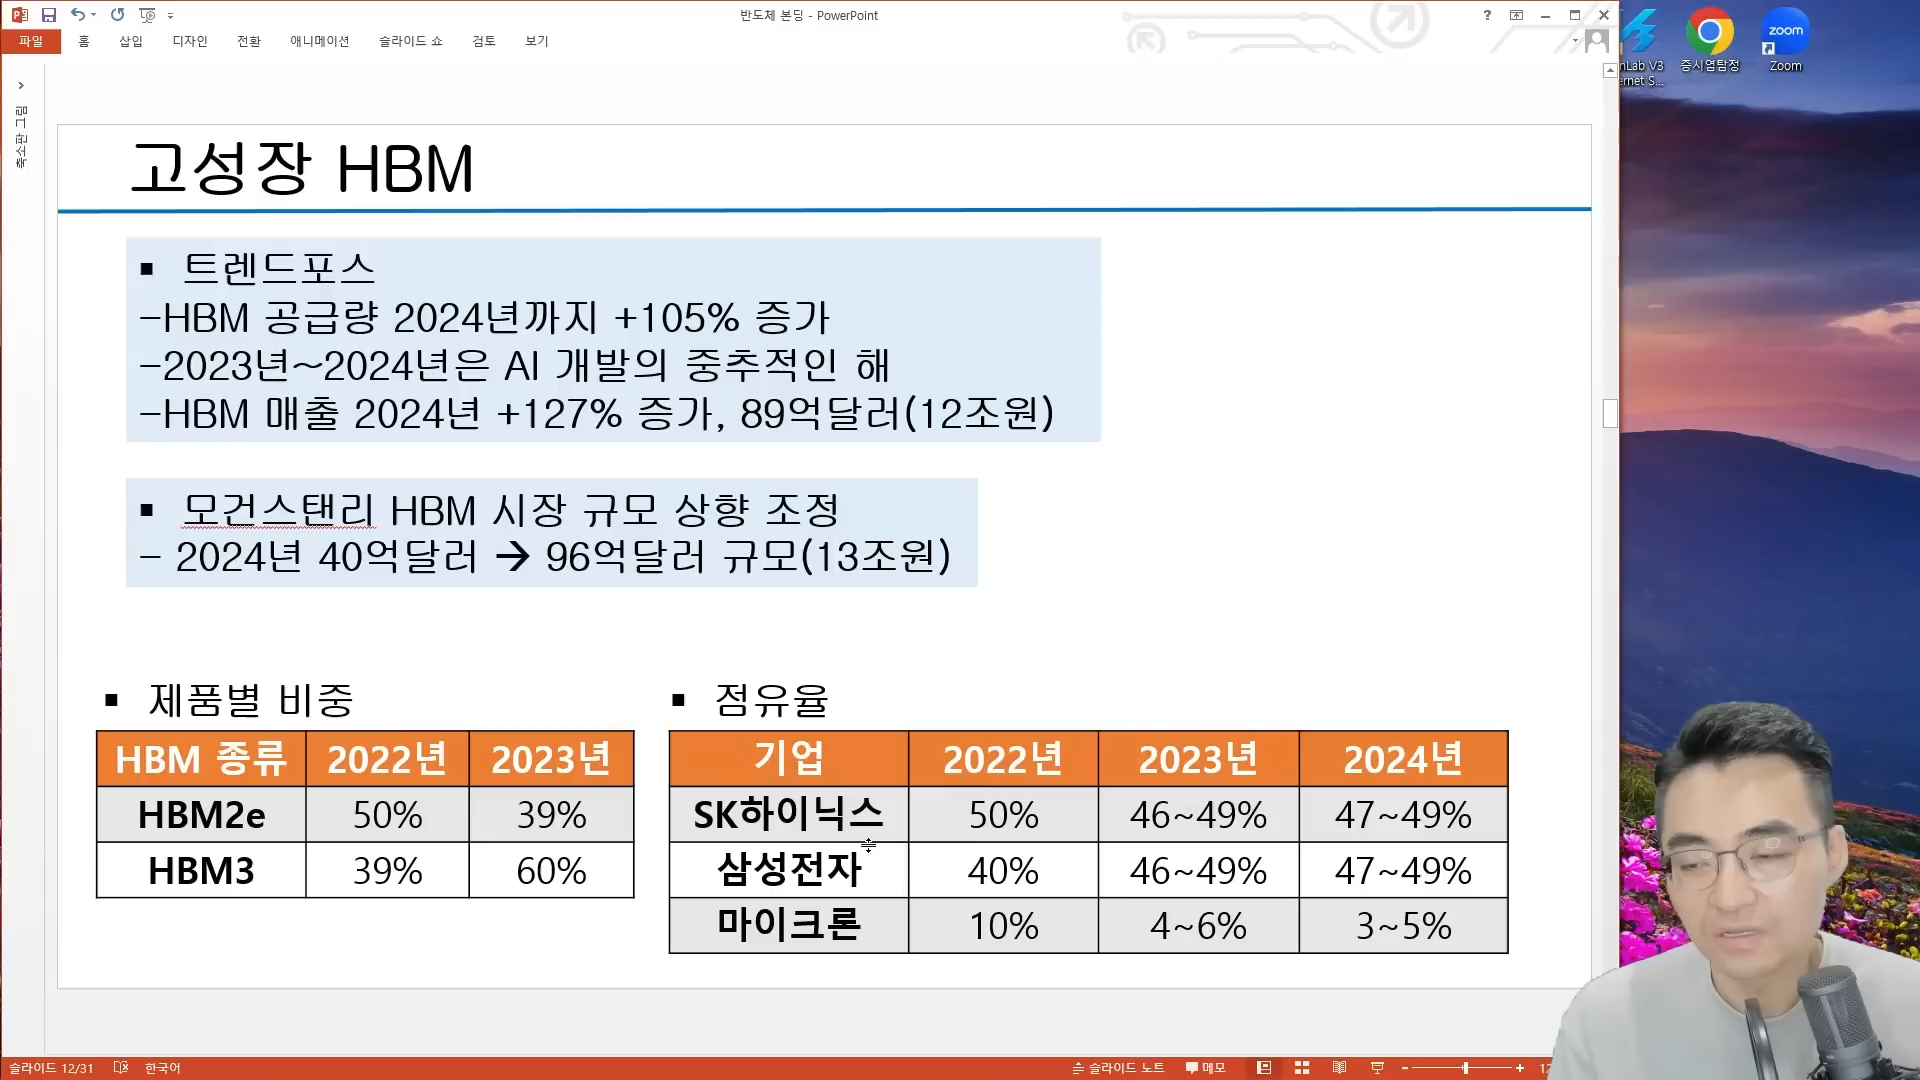 반도체 본딩 - PowerPoint
?
파일 홈 삽입 디자인 전환 애니메이션 슬라이드 쇼 검토 보기
nLab V3
ernet S...
증시염탐정
zoom
Zoom
축소판 그림
고성장 HBM
▪ 트렌드포스
-HBM 공급량 2024년까지 +105% 증가
-2023년~2024년은 AI 개발의 중추적인 해
-HBM 매출 2024년 +127% 증가, 89억달러(12조원)
▪ 모건스탠리 HBM 시장 규모 상향 조정
- 2024년 40억달러 → 96억달러 규모(13조원)
▪ 제품별 비중
HBM 종류 2022년 2023년
HBM2e 50% 39%
HBM3 39% 60%
▪ 점유율
기업 2022년 2023년 2024년
SK하이닉스 50% 46~49% 47~49%
삼성전자 40% 46~49% 47~49%
마이크론 10% 4~6% 3~5%
슬라이드 12/31 한국어 슬라이드 노트 메모